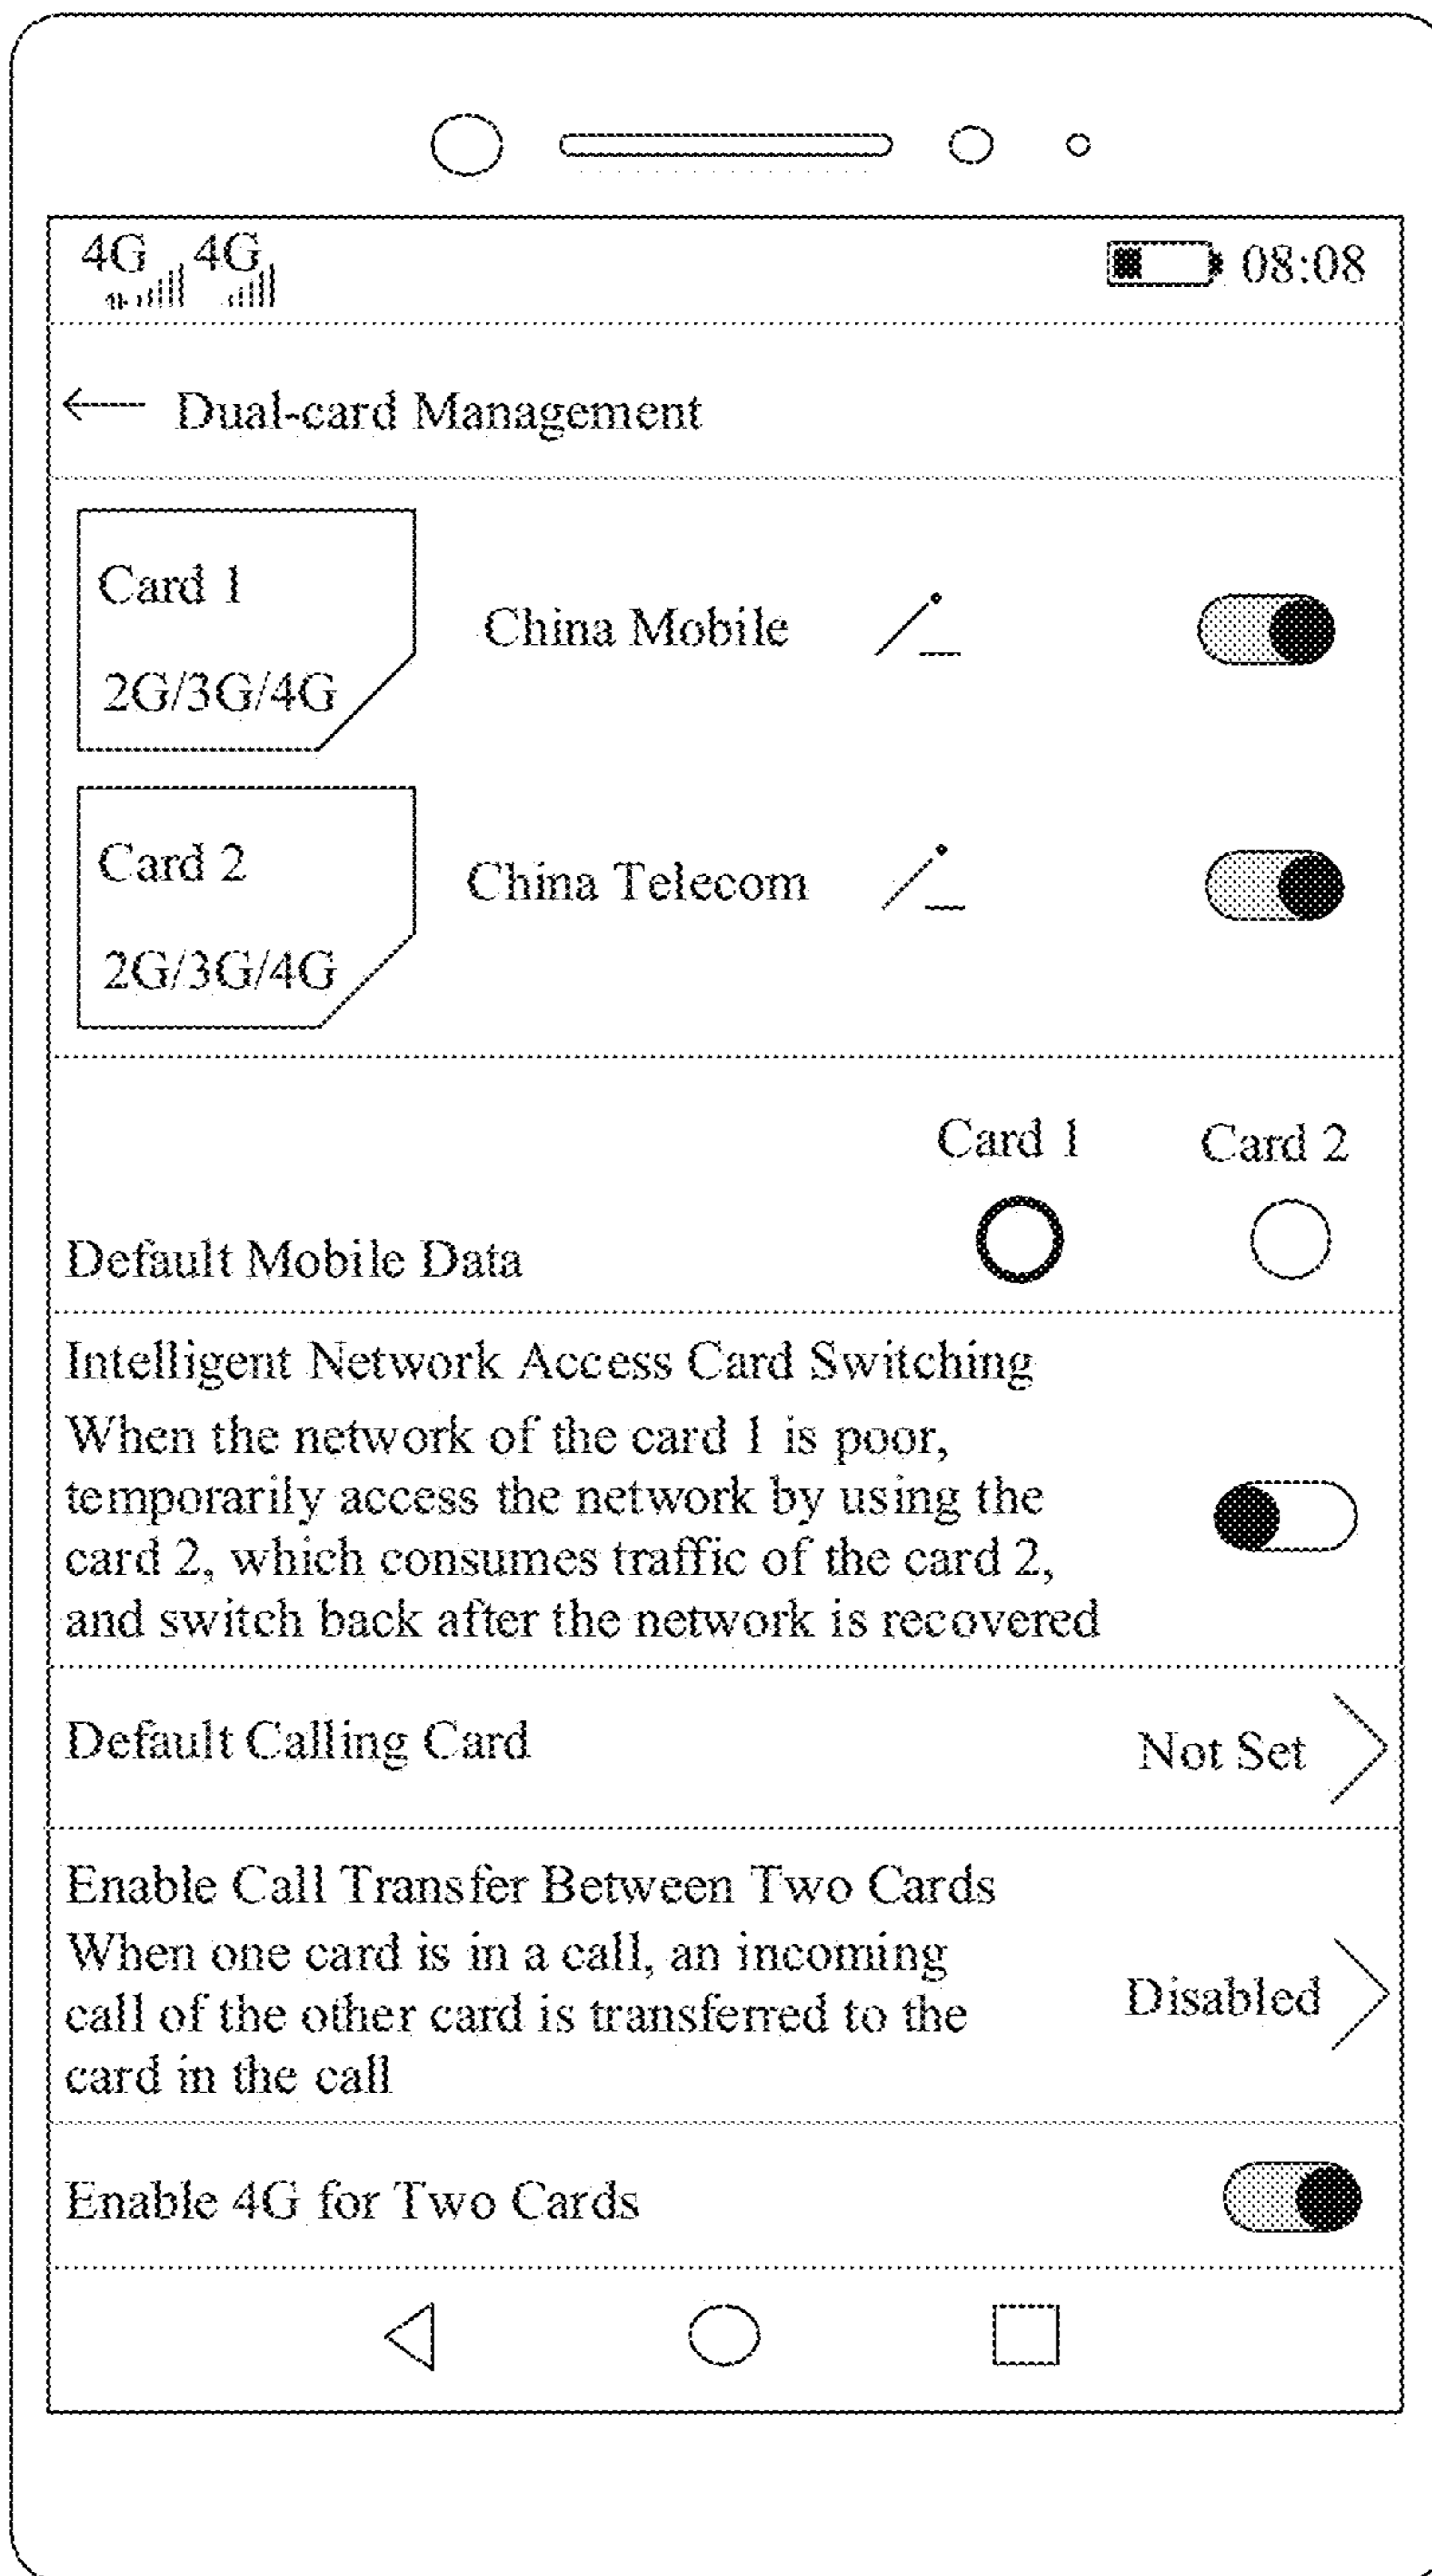 4G 4G 08:08
Dual-card Management
Card 1
China Mobile
2G/3G/4G
Card 2
China Telecom
2G/3G/4G
Card 1 Card 2
Default Mobile Data
Intelligent Network Access Card Switching
When the network of the card 1 is poor,
temporarily access the network by using the
card 2, which consumes traffic of the card 2,
and switch back after the network is recovered
Default Calling Card Not Set
Enable Call Transfer Between Two Cards
When one card is in a call, an incoming
call of the other card is transferred to the
card in the call
Disabled
Enable 4G for Two Cards